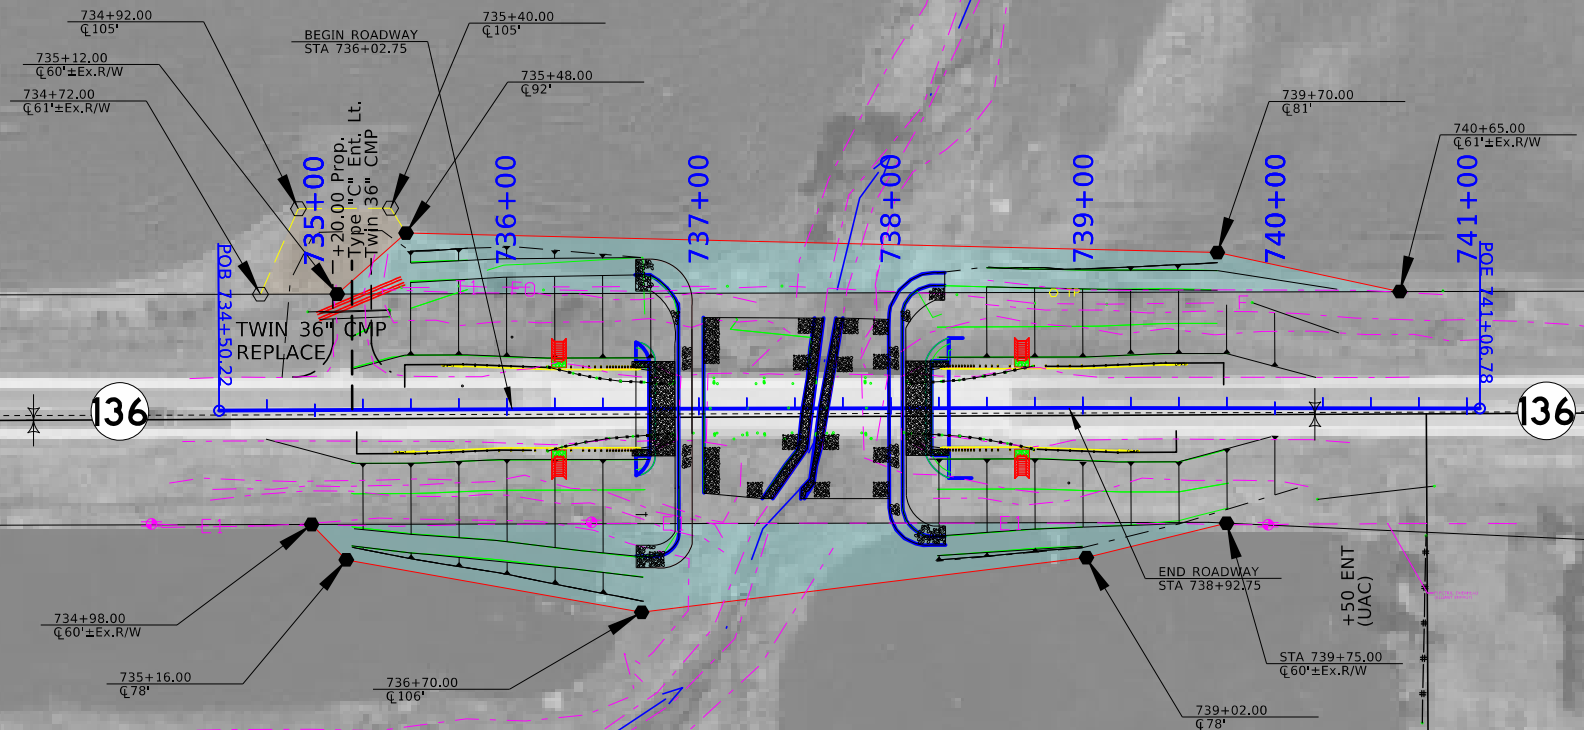 734+92.00
℄105'
735+12.00
℄60'±Ex.R/W
734+72.00
℄61'±Ex.R/W
BEGIN ROADWAY
STA 736+02.75
735+40.00
℄105'
735+48.00
℄92'
739+70.00
℄81'
740+65.00
℄61'±Ex.R/W
735+00
+20.00 Prop.
Type "C" Ent. Lt.
Twin 36" CMP
736+00
737+00
738+00
739+00
740+00
741+00
POB 734+50.22
POE 741+06.78
TWIN 36" CMP
REPLACE
136
136
E1
E1
734+98.00
℄60'±Ex.R/W
735+16.00
℄78'
736+70.00
℄106'
END ROADWAY
STA 738+92.75
+50 ENT
(UAC)
STA 739+75.00
℄60'±Ex.R/W
739+02.00
℄78'